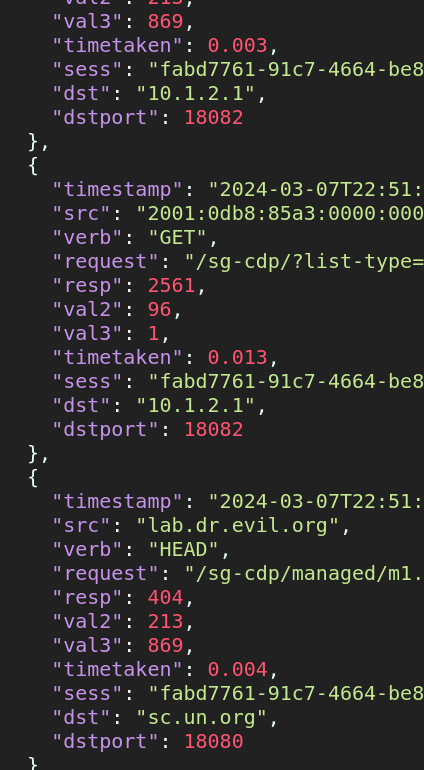 "val2": 213,
"val3": 869,
"timetaken": 0.003,
"sess": "fabd7761-91c7-4664-be8
"dst": "10.1.2.1",
"dstport": 18082
},
{
"timestamp": "2024-03-07T22:51:
"src": "2001:0db8:85a3:0000:000
"verb": "GET",
"request": "/sg-cdp/?list-type=
"resp": 2561,
"val2": 96,
"val3": 1,
"timetaken": 0.013,
"sess": "fabd7761-91c7-4664-be8
"dst": "10.1.2.1",
"dstport": 18082
},
{
"timestamp": "2024-03-07T22:51:
"src": "lab.dr.evil.org",
"verb": "HEAD",
"request": "/sg-cdp/managed/m1.
"resp": 404,
"val2": 213,
"val3": 869,
"timetaken": 0.004,
"sess": "fabd7761-91c7-4664-be8
"dst": "sc.un.org",
"dstport": 18080
}